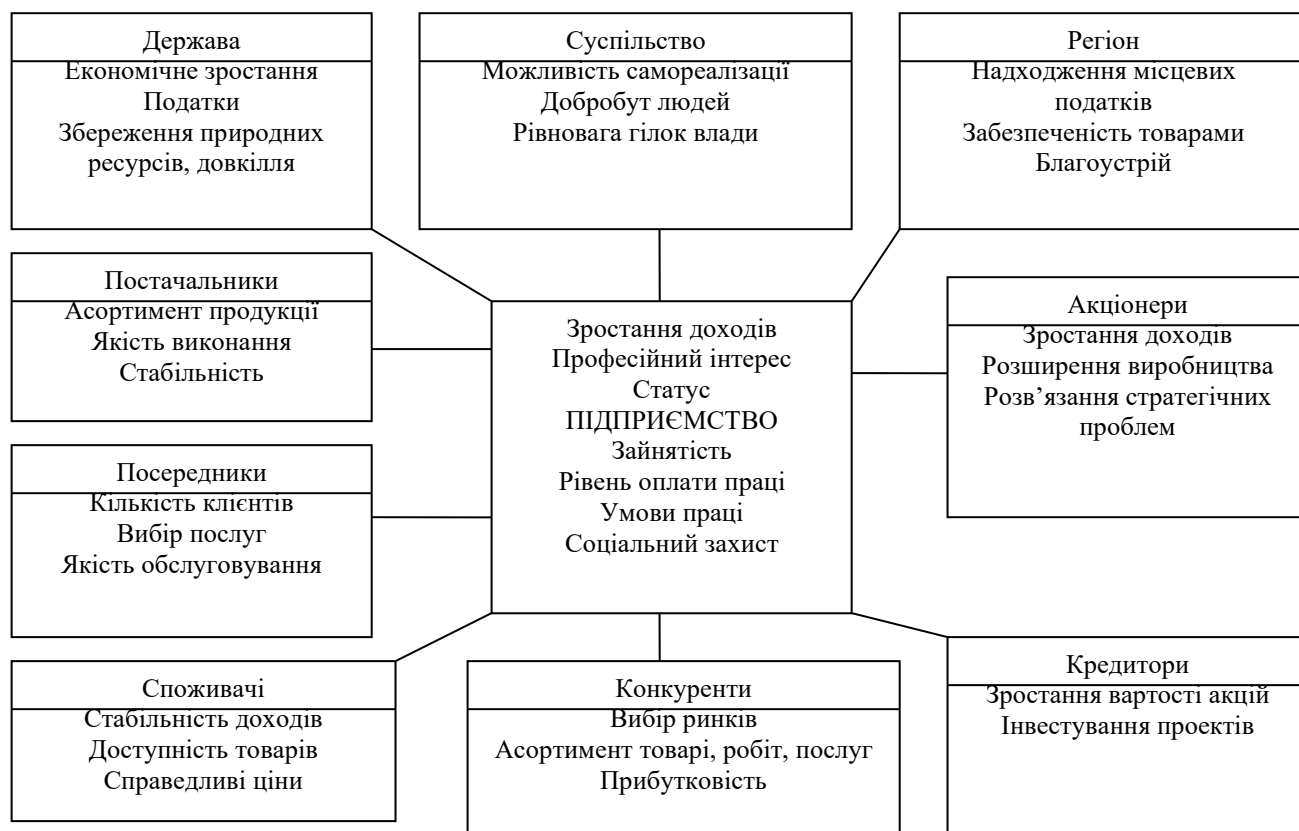 Держава
Економічне зростання
Податки
Збереження природних
ресурсів, довкілля
Суспільство
Можливість самореалізації
Добробут людей
Рівновага гілок влади
Регіон
Надходження місцевих
податків
Забезпеченість товарами
Благоустрій
Постачальники
Асортимент продукції
Якість виконання
Стабільність
Зростання доходів
Професійний інтерес
Статус
ПІДПРИЄМСТВО
Зайнятість
Рівень оплати праці
Умови праці
Соціальний захист
Акціонери
Зростання доходів
Розширення виробництва
Розв’язання стратегічних
проблем
Посередники
Кількість клієнтів
Вибір послуг
Якість обслуговування
Споживачі
Стабільність доходів
Доступність товарів
Справедливі ціни
Конкуренти
Вибір ринків
Асортимент товарі, робіт, послуг
Прибутковість
Кредитори
Зростання вартості акцій
Інвестування проектів